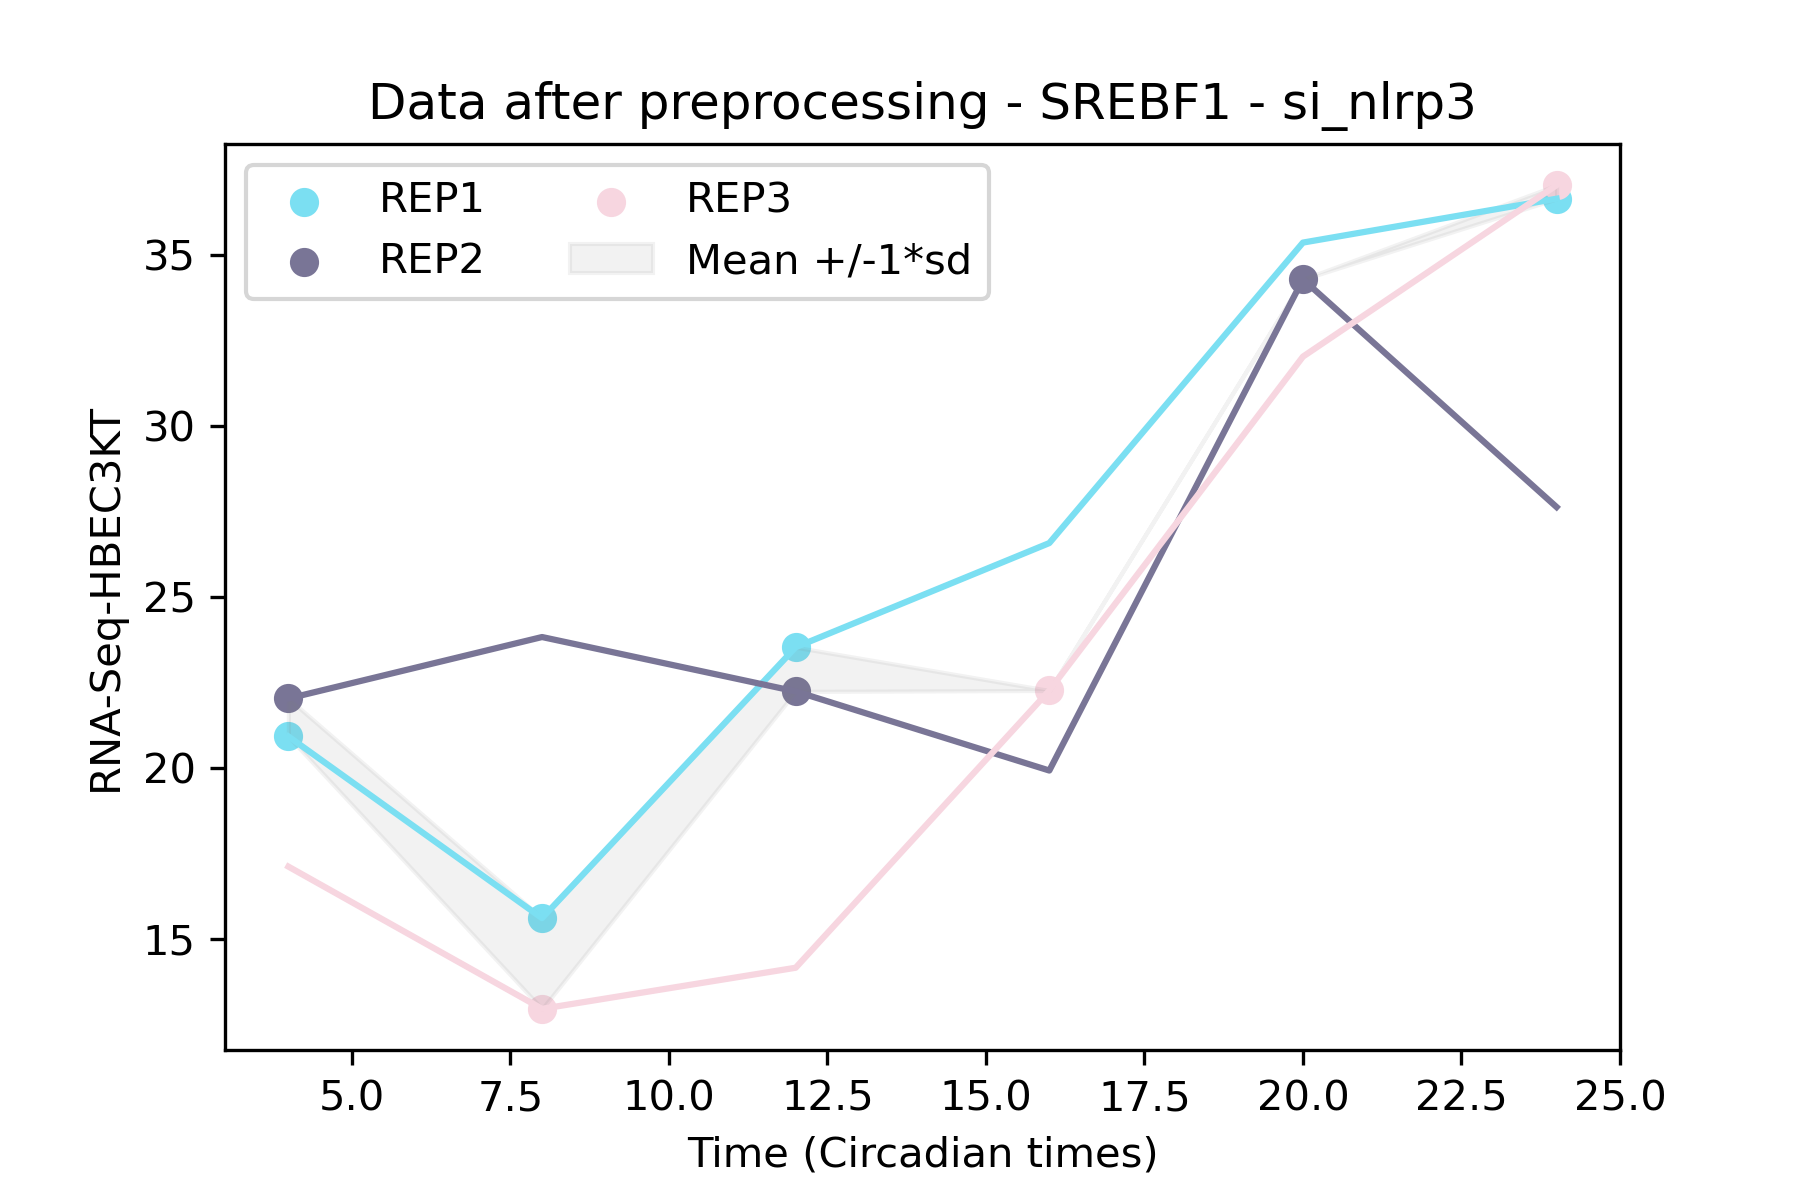 Data after preprocessing - SREBF1 - si_nlrp3
REP1
REP2
REP3
Mean +/-1*sd
RNA-Seq-HBEC3KT
35
30
25
20
15
5.0 7.5 10.0 12.5 15.0 17.5 20.0 22.5 25.0
Time (Circadian times)